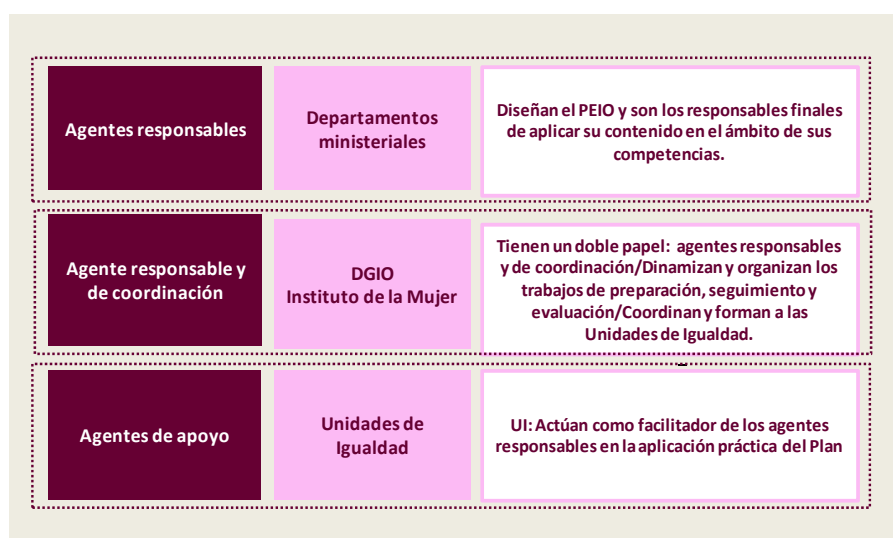 Agentes responsables
Departamentos
ministeriales
Diseñan el PEIO y son los responsables finales
de aplicar su contenido en el ámbito de sus
competencias.
Agente responsable y
de coordinación
DGIO
Instituto de la Mujer
Tienen un doble papel: agentes responsables
y de coordinación/Dinamizan y organizan los
trabajos de preparación, seguimiento y
evaluación/Coordinan y forman a las
Unidades de Igualdad.
Agentes de apoyo
Unidades de
Igualdad
UI: Actúan como facilitador de los agentes
responsables en la aplicación práctica del Plan